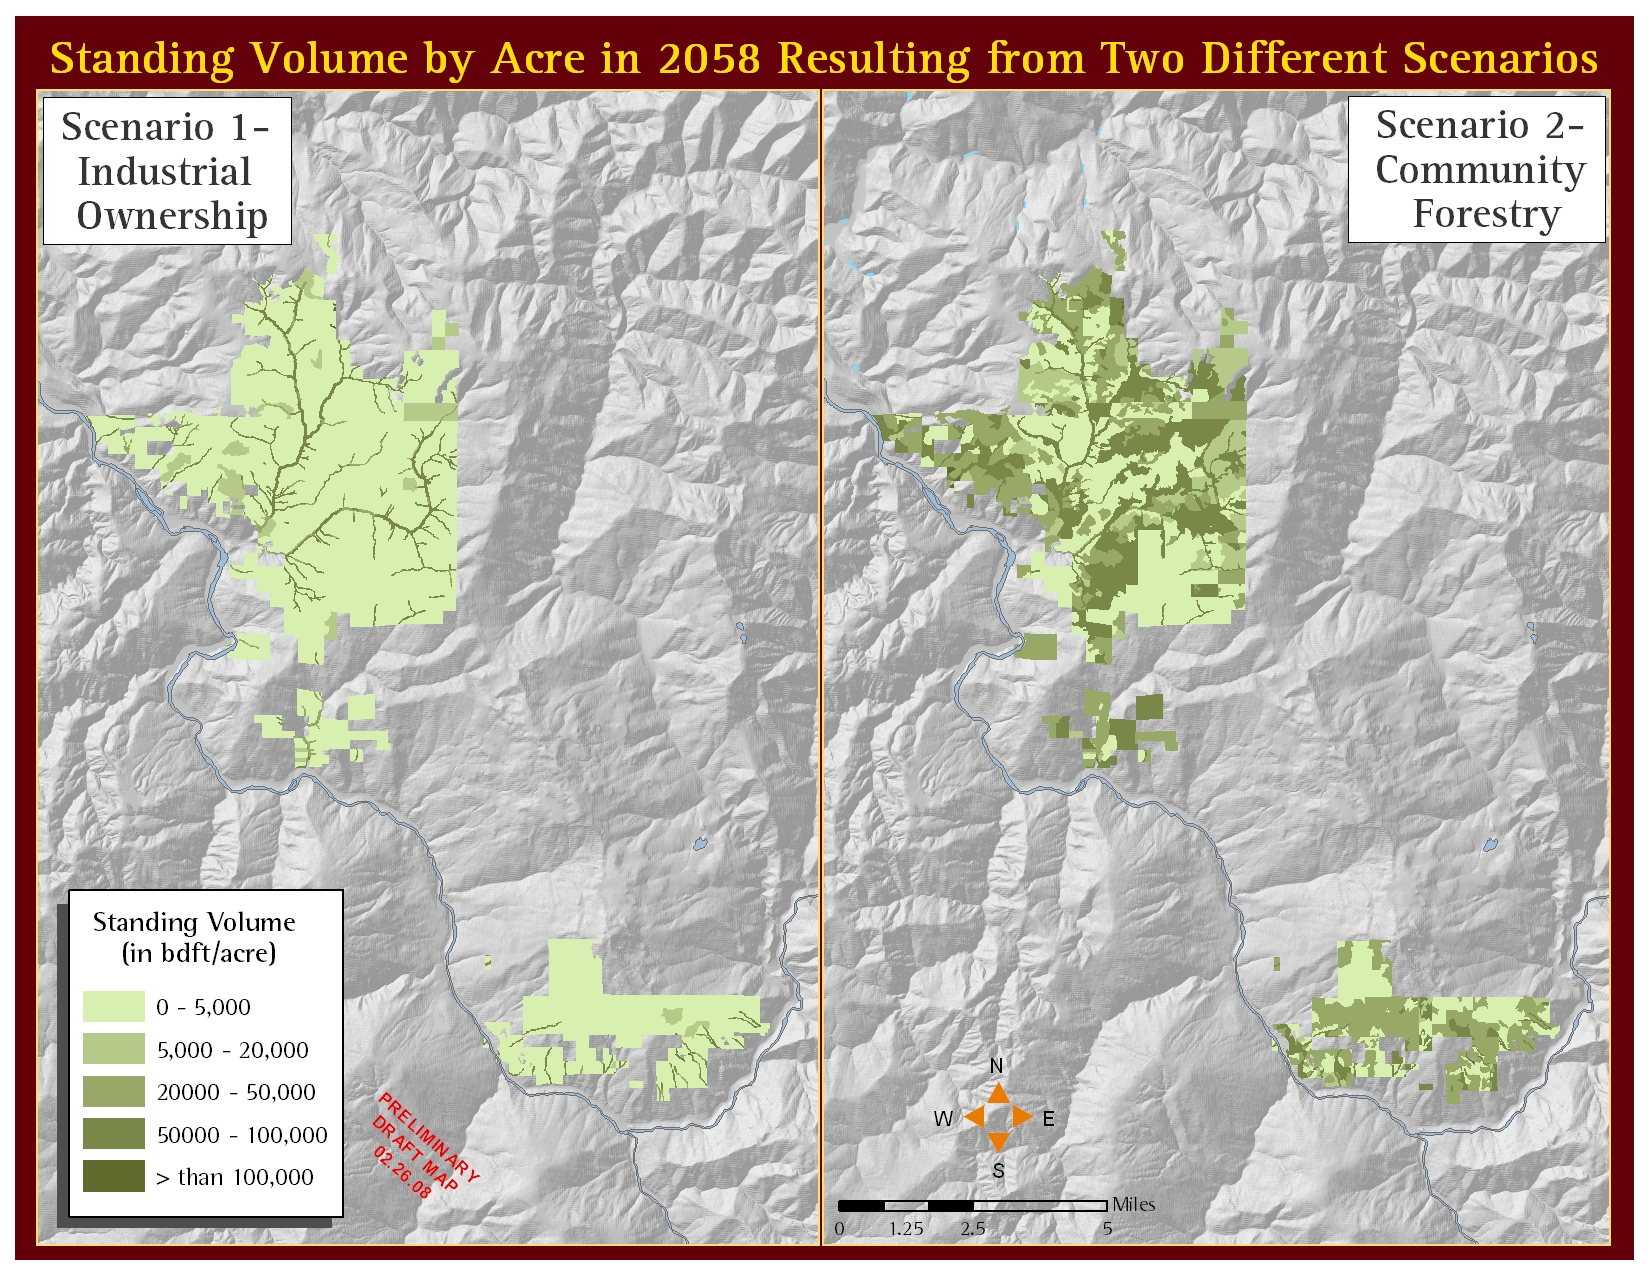 Standing Volume by Acre in 2058 Resulting from Two Different Scenarios
Scenario 1-
Industrial
Ownership
Scenario 2-
Community
Forestry
Standing Volume
(in bdft/acre)
0 - 5,000
5,000 - 20,000
20000 - 50,000
50000 - 100,000
> than 100,000
PRELIMINARY
DRAFT MAP
02.26.08
N
W E
S
Miles
0 1.25 2.5 5